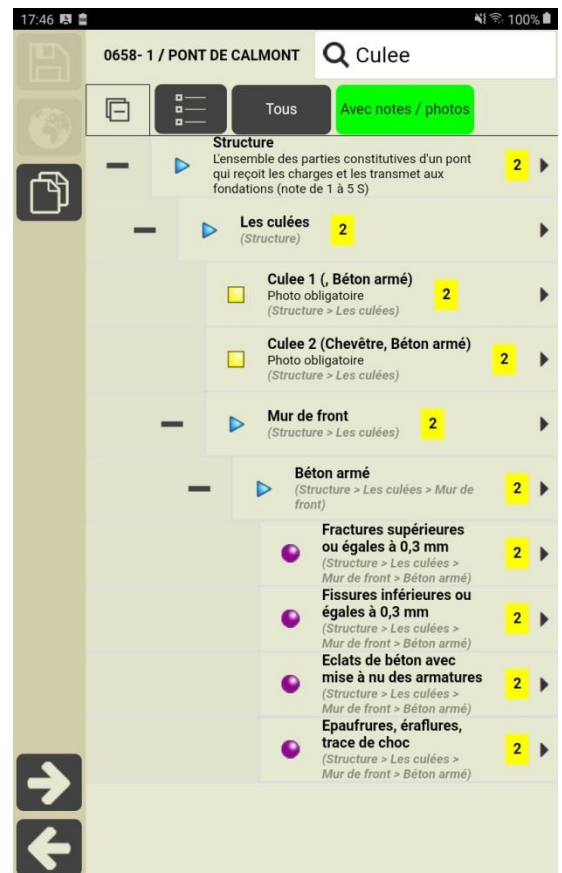 17:46 100%
0658- 1 / PONT DE CALMONT Culee
Tous Avec notes / photos
Structure
L'ensemble des parties constitutives d'un pont
qui reçoit les charges et les transmet aux
fondations (note de 1 à 5 S)
2
Les culées
(Structure)
2
Culee 1 (, Béton armé)
Photo obligatoire
(Structure > Les culées)
2
Culee 2 (Chevêtre, Béton armé)
Photo obligatoire
(Structure > Les culées)
2
Mur de front
(Structure > Les culées)
2
Béton armé
(Structure > Les culées > Mur de
front)
2
Fractures supérieures
ou égales à 0,3 mm
(Structure > Les culées >
Mur de front > Béton armé)
2
Fissures inférieures ou
égales à 0,3 mm
(Structure > Les culées >
Mur de front > Béton armé)
2
Eclats de béton avec
mise à nu des armatures
(Structure > Les culées >
Mur de front > Béton armé)
2
Epaufrures, éraflures,
trace de choc
(Structure > Les culées >
Mur de front > Béton armé)
2